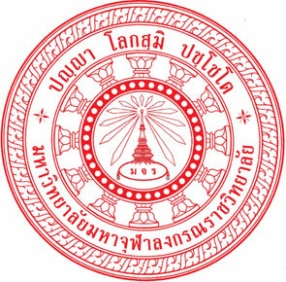 ปญฺญา โลกสฺมิ ปชฺโชโต
ม จ ร
มหาวิทยาลัยมหาจุฬาลงกรณราชวิทยาลัย